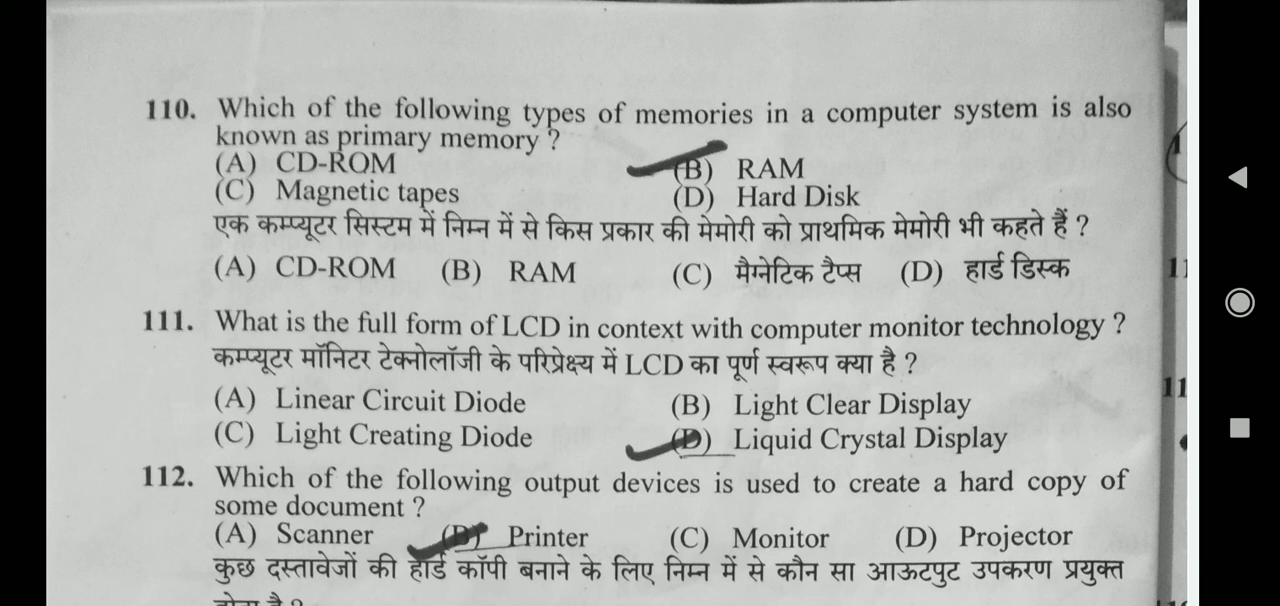 110. Which of the following types of memories in a computer system is also
known as primary memory ?
(A) CD-ROM (B) RAM
(C) Magnetic tapes (D) Hard Disk
एक कम्प्यूटर सिस्टम में निम्न में से किस प्रकार की मेमोरी को प्राथमिक मेमोरी भी कहते हैं ?
(A) CD-ROM (B) RAM (C) मैग्नेटिक टैप्स (D) हार्ड डिस्क
111. What is the full form of LCD in context with computer monitor technology ?
कम्प्यूटर मॉनिटर टेक्नोलॉजी के परिप्रेक्ष्य में LCD का पूर्ण स्वरूप क्या है ?
(A) Linear Circuit Diode (B) Light Clear Display
(C) Light Creating Diode (D) Liquid Crystal Display
112. Which of the following output devices is used to create a hard copy of
some document ?
(A) Scanner (B) Printer (C) Monitor (D) Projector
कुछ दस्तावेजों की हार्ड कॉपी बनाने के लिए निम्न में से कौन सा आऊटपुट उपकरण प्रयुक्त